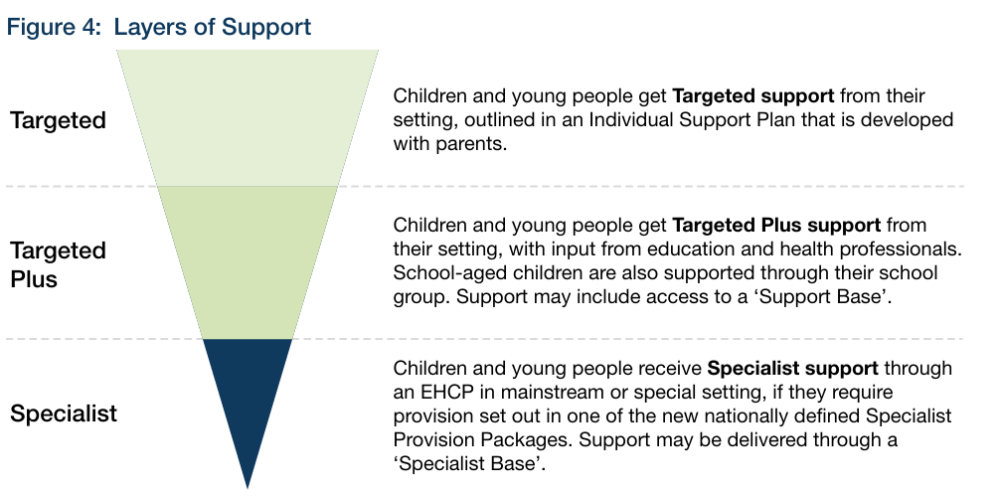 Figure 4:  Layers of Support
Targeted
Children and young people get Targeted support from their
setting, outlined in an Individual Support Plan that is developed
with parents.
Targeted
Plus
Children and young people get Targeted Plus support from
their setting, with input from education and health professionals.
School-aged children are also supported through their school
group. Support may include access to a ‘Support Base’.
Specialist
Children and young people receive Specialist support through
an EHCP in mainstream or special setting, if they require
provision set out in one of the new nationally defined Specialist
Provision Packages. Support may be delivered through a
‘Specialist Base’.